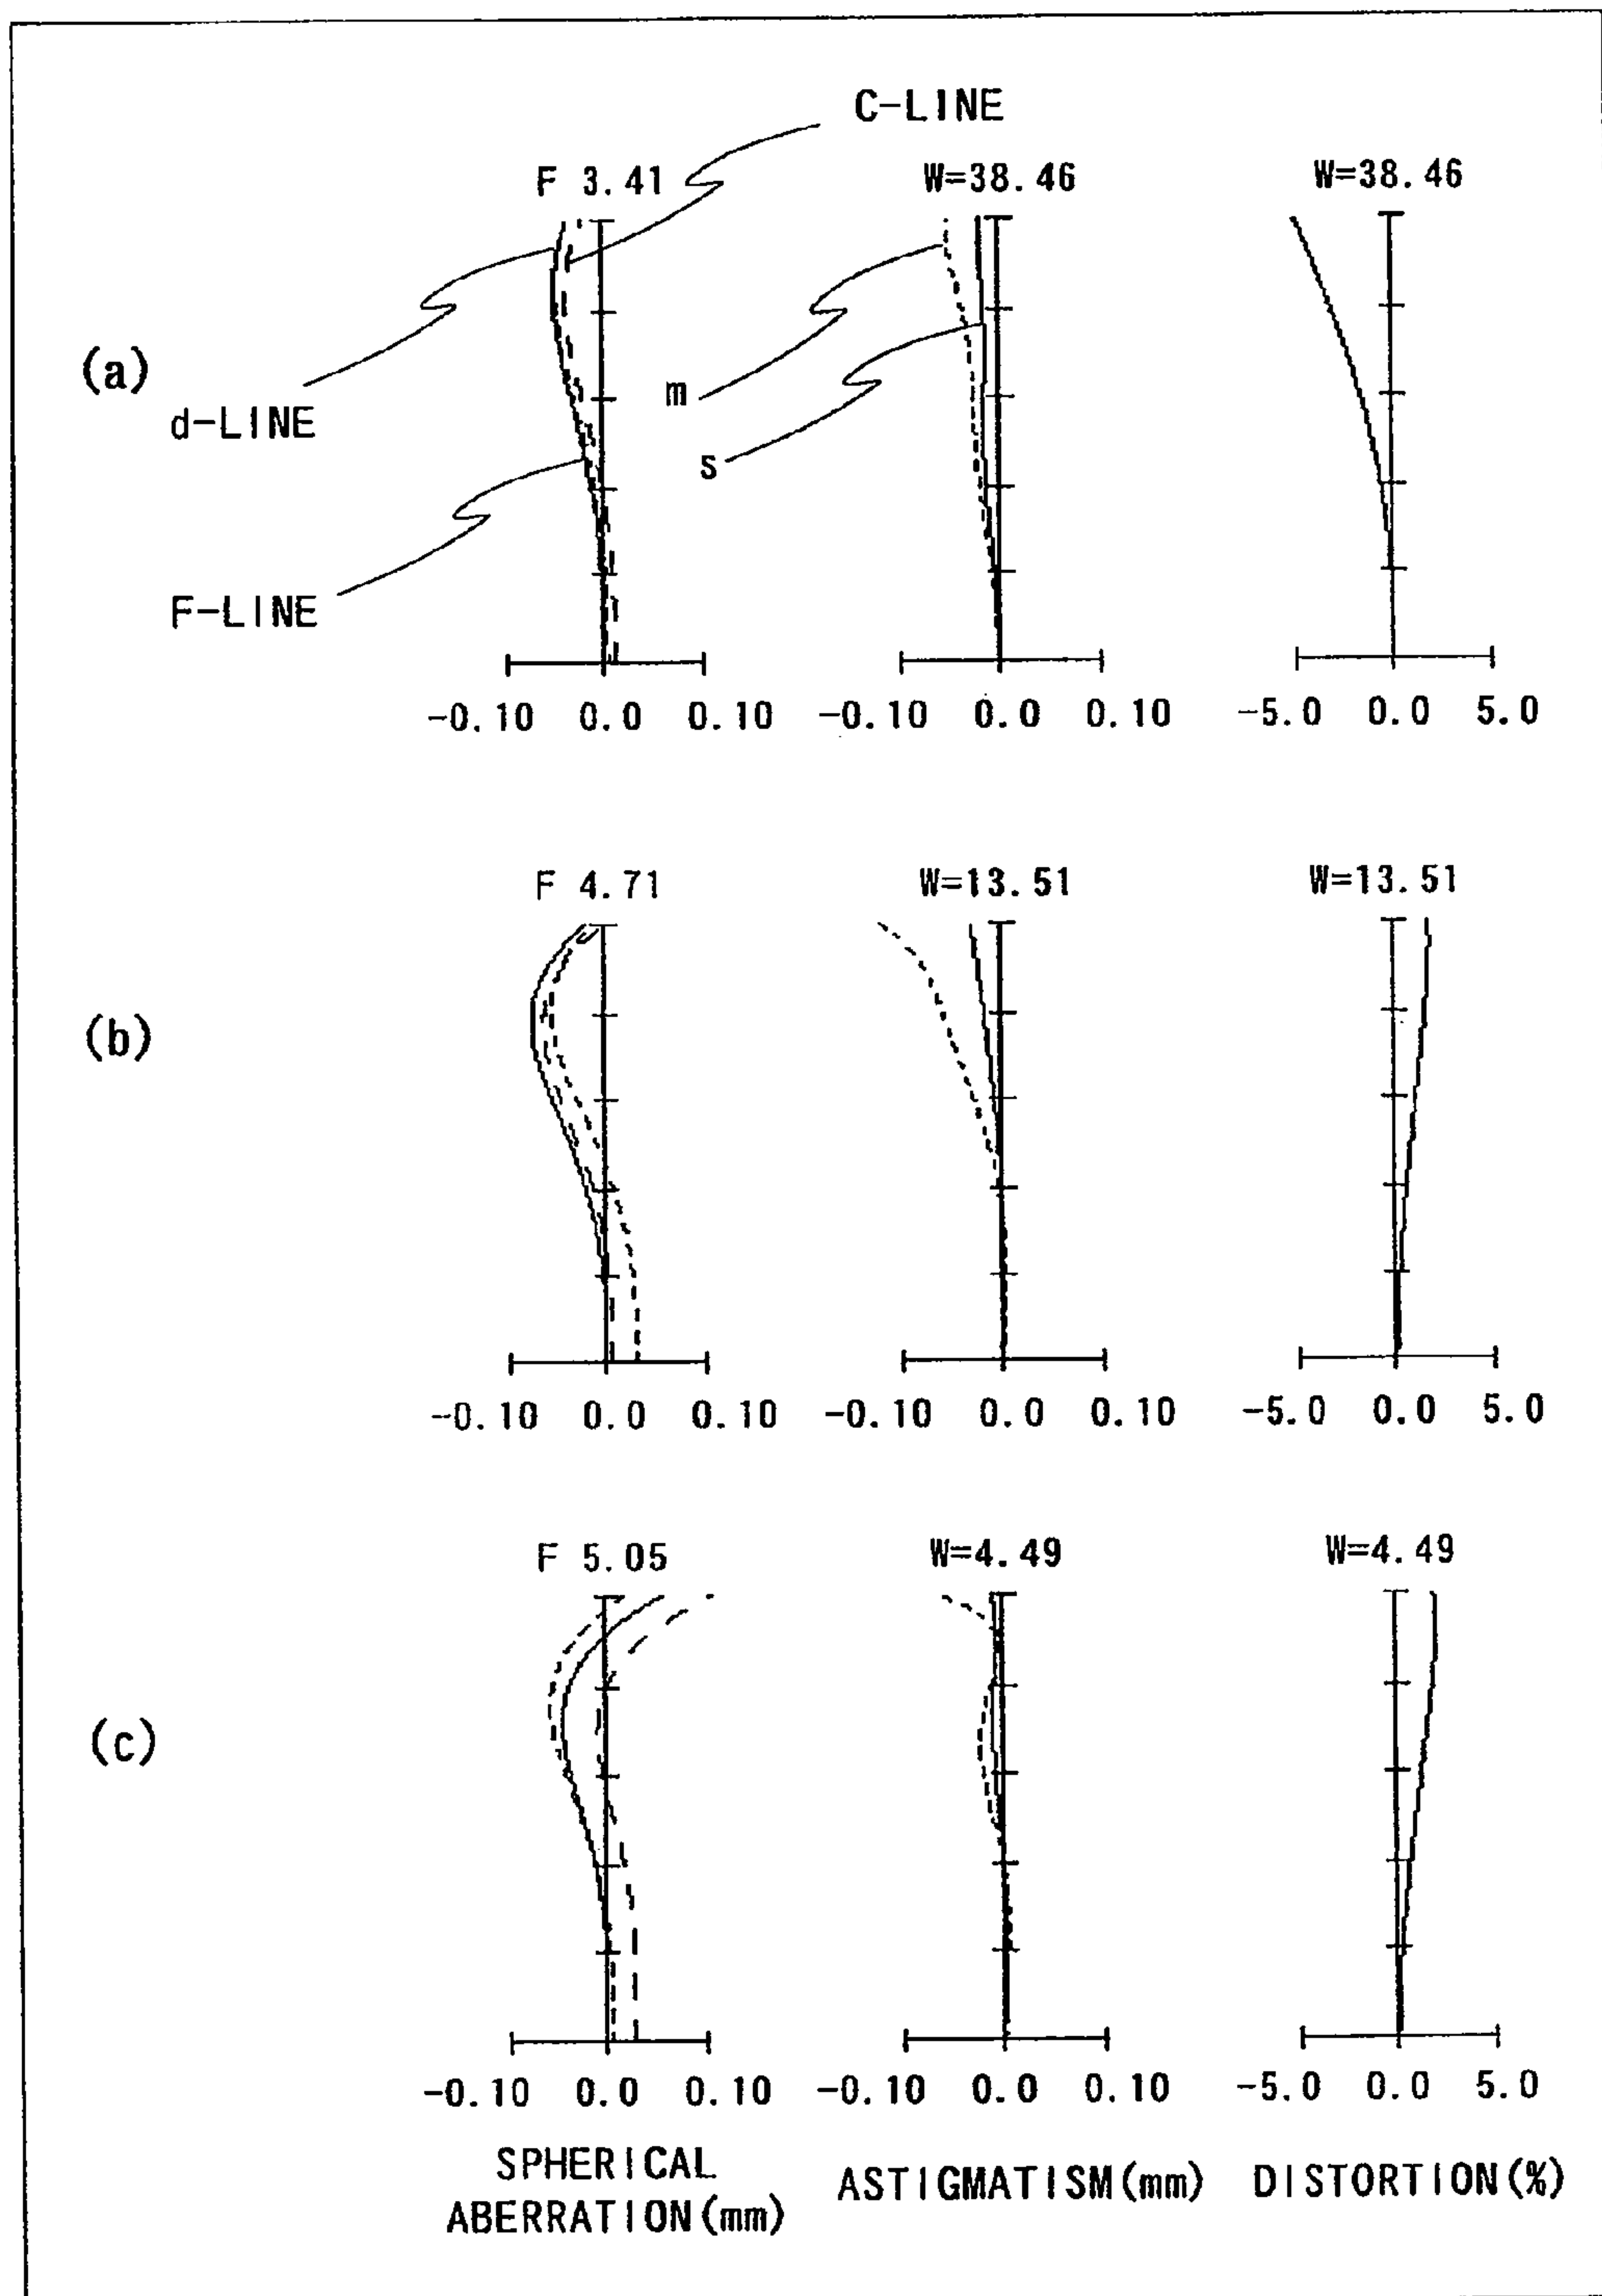 C-LINE
F 3.41 W=38.46 W=38.46
(a)
d-LINE
m
s
F-LINE
-0.10 0.0 0.10 -0.10 0.0 0.10 -5.0 0.0 5.0
F 4.71 W=13.51 W=13.51
(b)
-0.10 0.0 0.10 -0.10 0.0 0.10 -5.0 0.0 5.0
F 5.05 W=4.49 W=4.49
(c)
-0.10 0.0 0.10 -0.10 0.0 0.10 -5.0 0.0 5.0
SPHERICAL
ABERRATION(mm) ASTIGMATISM(mm) DISTORTION(%)